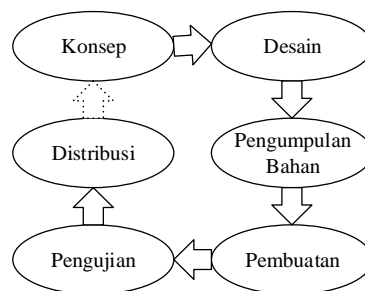 Konsep
Desain
Distribusi
Pengumpulan
Bahan
Pengujian
Pembuatan